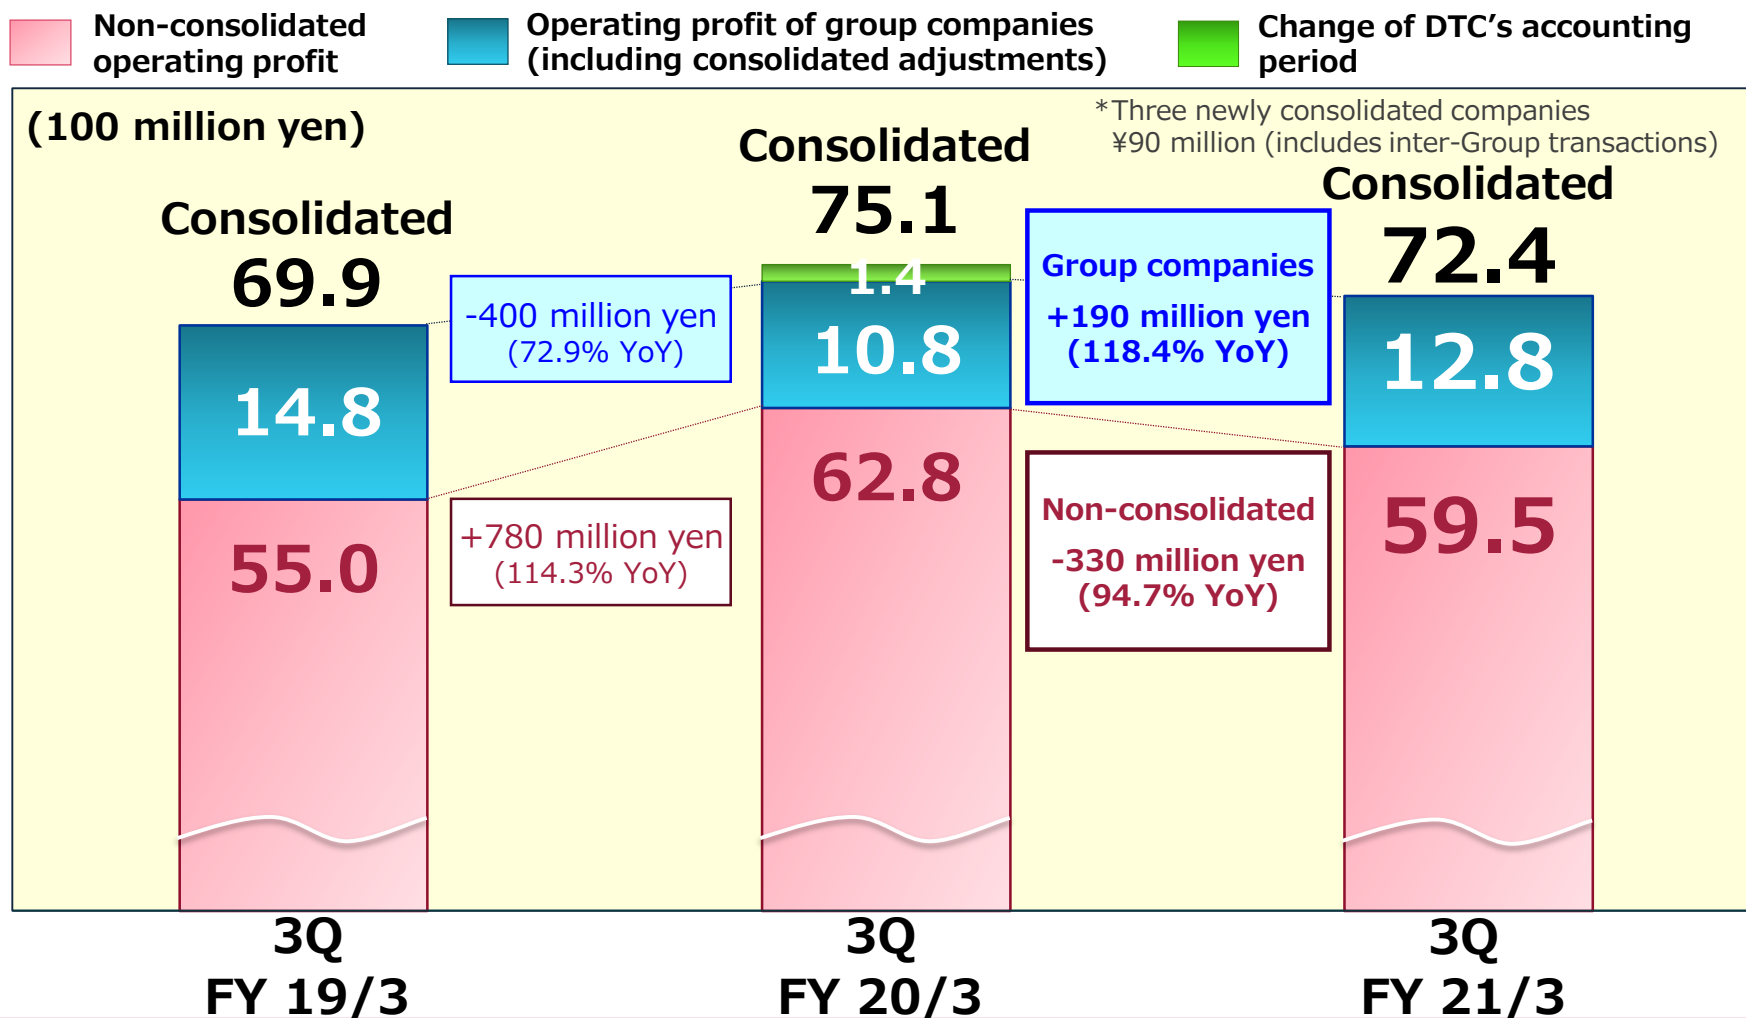 Non-consolidated
operating profit
Operating profit of group companies
(including consolidated adjustments)
Change of DTC’s accounting
period
(100 million yen)
*Three newly consolidated companies
¥90 million (includes inter-Group transactions)
Consolidated
69.9
14.8
55.0
-400 million yen
(72.9% YoY)
+780 million yen
(114.3% YoY)
Consolidated
75.1
1.4
10.8
62.8
Group companies
+190 million yen
(118.4% YoY)
Non-consolidated
-330 million yen
(94.7% YoY)
Consolidated
72.4
12.8
59.5
3Q
FY 19/3
3Q
FY 20/3
3Q
FY 21/3